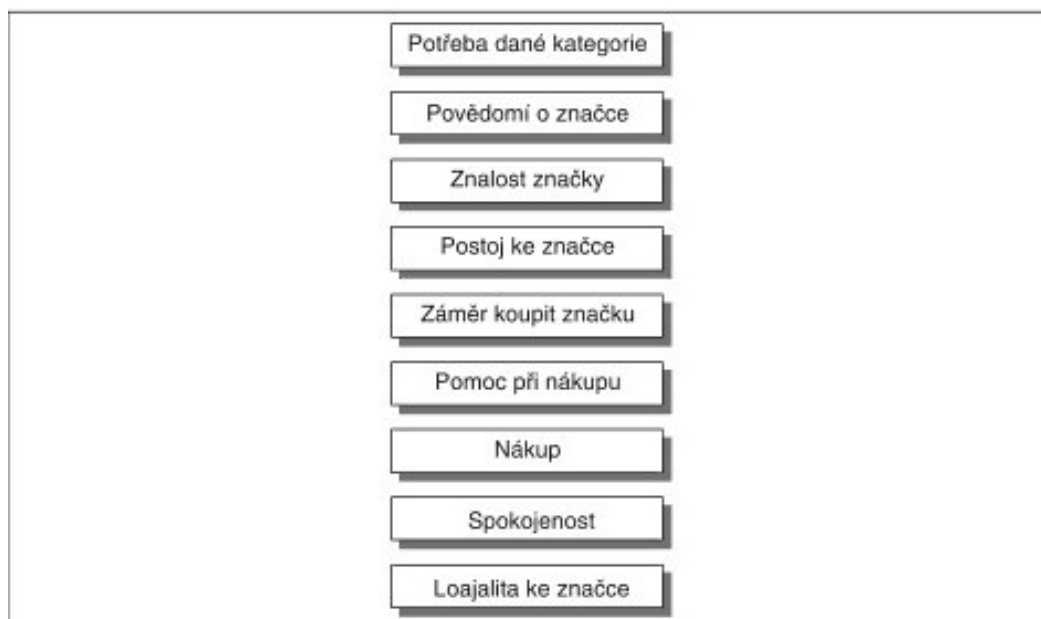 Potřeba dané kategorie
Povědomí o značce
Znalost značky
Postoj ke značce
Záměr koupit značku
Pomoc při nákupu
Nákup
Spokojenost
Loajalita ke značce